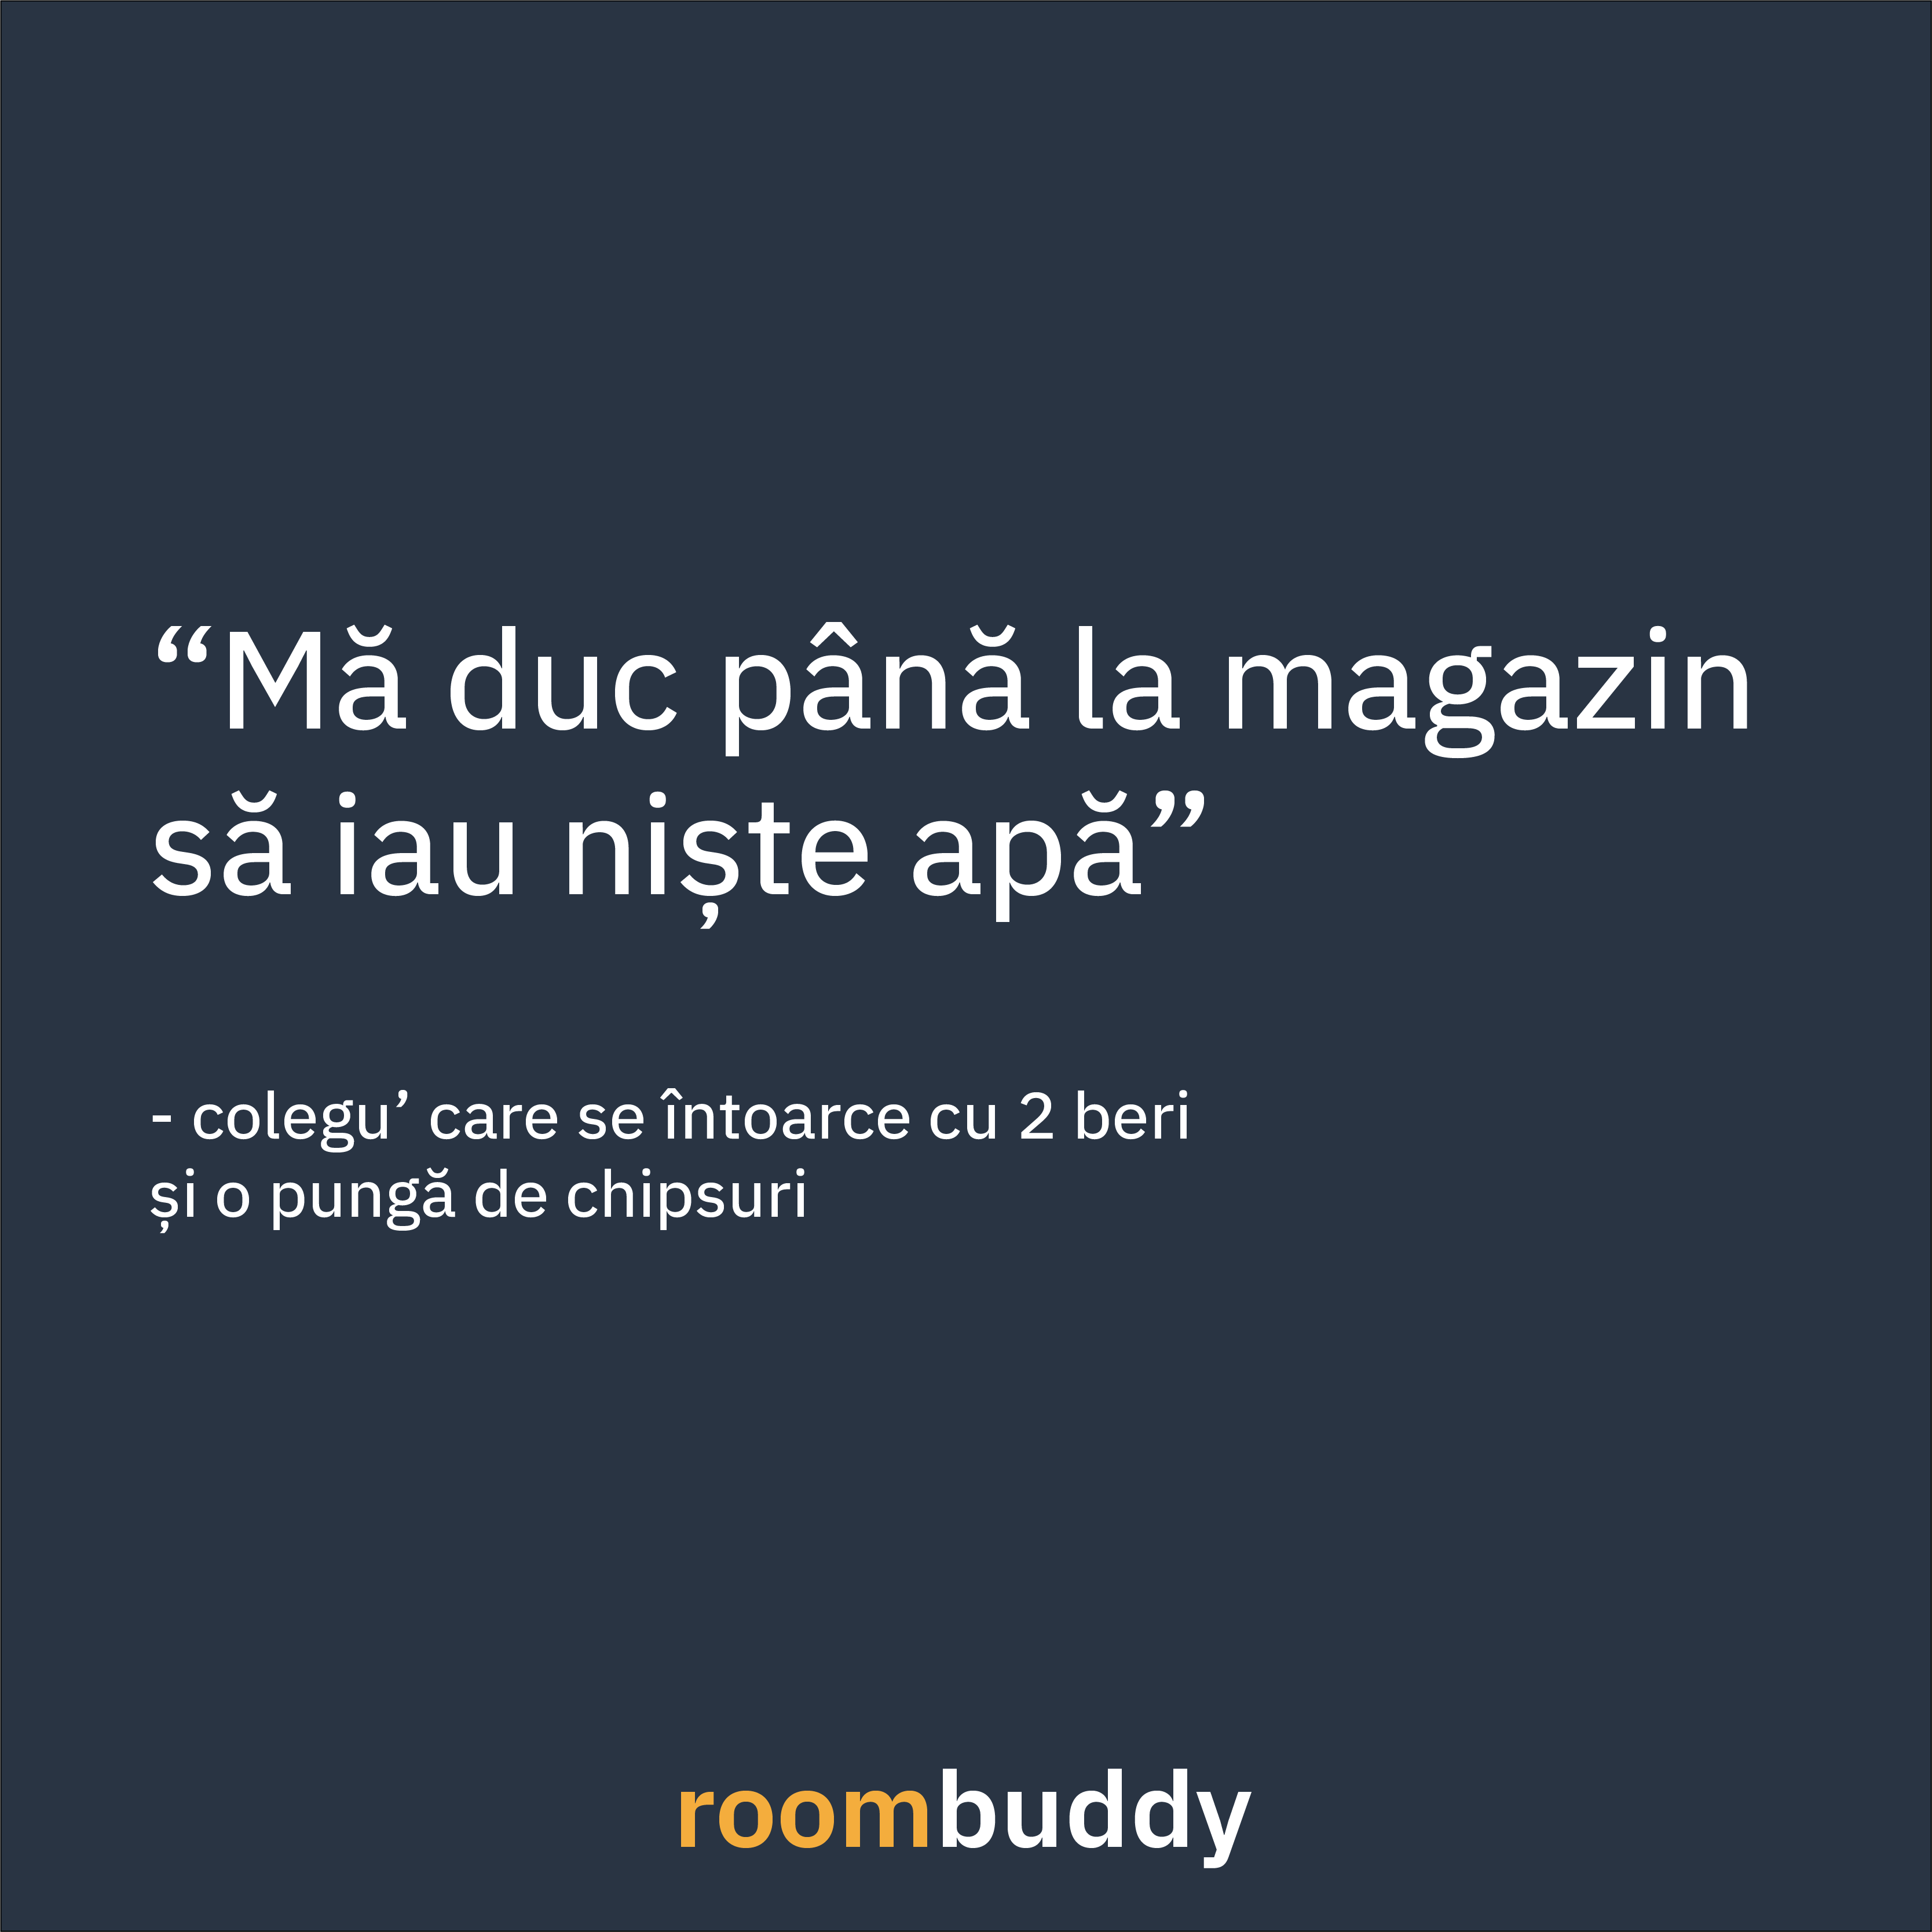 “Mă duc până la magazin
să iau niște apă”
- colegu’ care se întoarce cu 2 beri
și o pungă de chipsuri
roombuddy